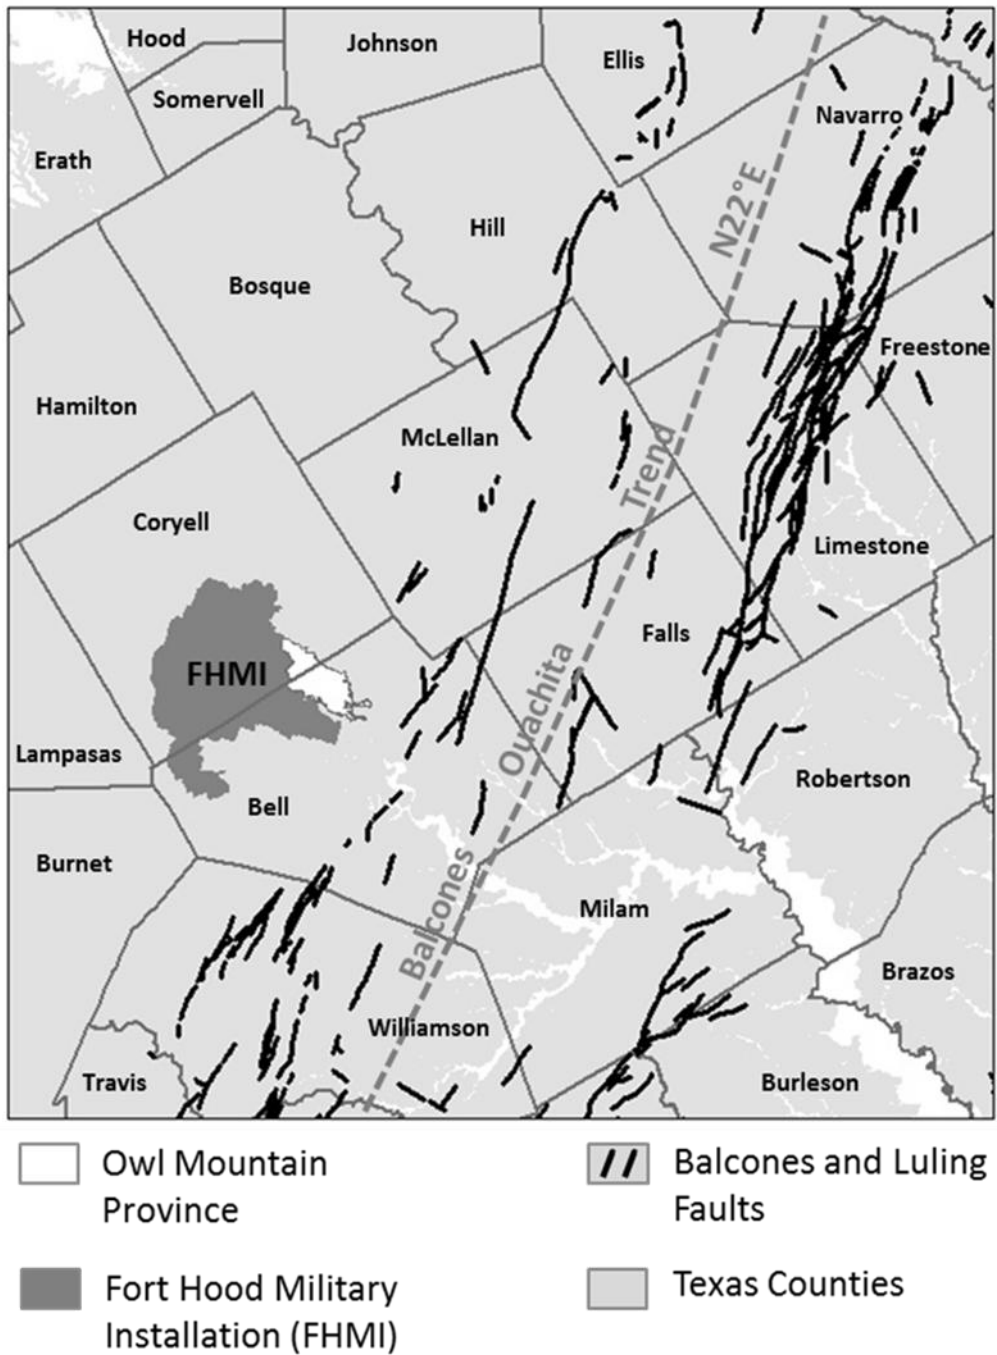 Hood
Johnson
Ellis
Somervell
Navarro
Erath
N22°E
Hill
Bosque
Freestone
Hamilton
McLellan
Trend
Coryell
Limestone
Falls
FHMI
Ouachita
Lampasas
Robertson
Bell
Burnet
Balcones
Milam
Brazos
Williamson
Travis
Burleson
Owl Mountain
Province
Balcones and Luling
Faults
Fort Hood Military
Installation (FHMI)
Texas Counties